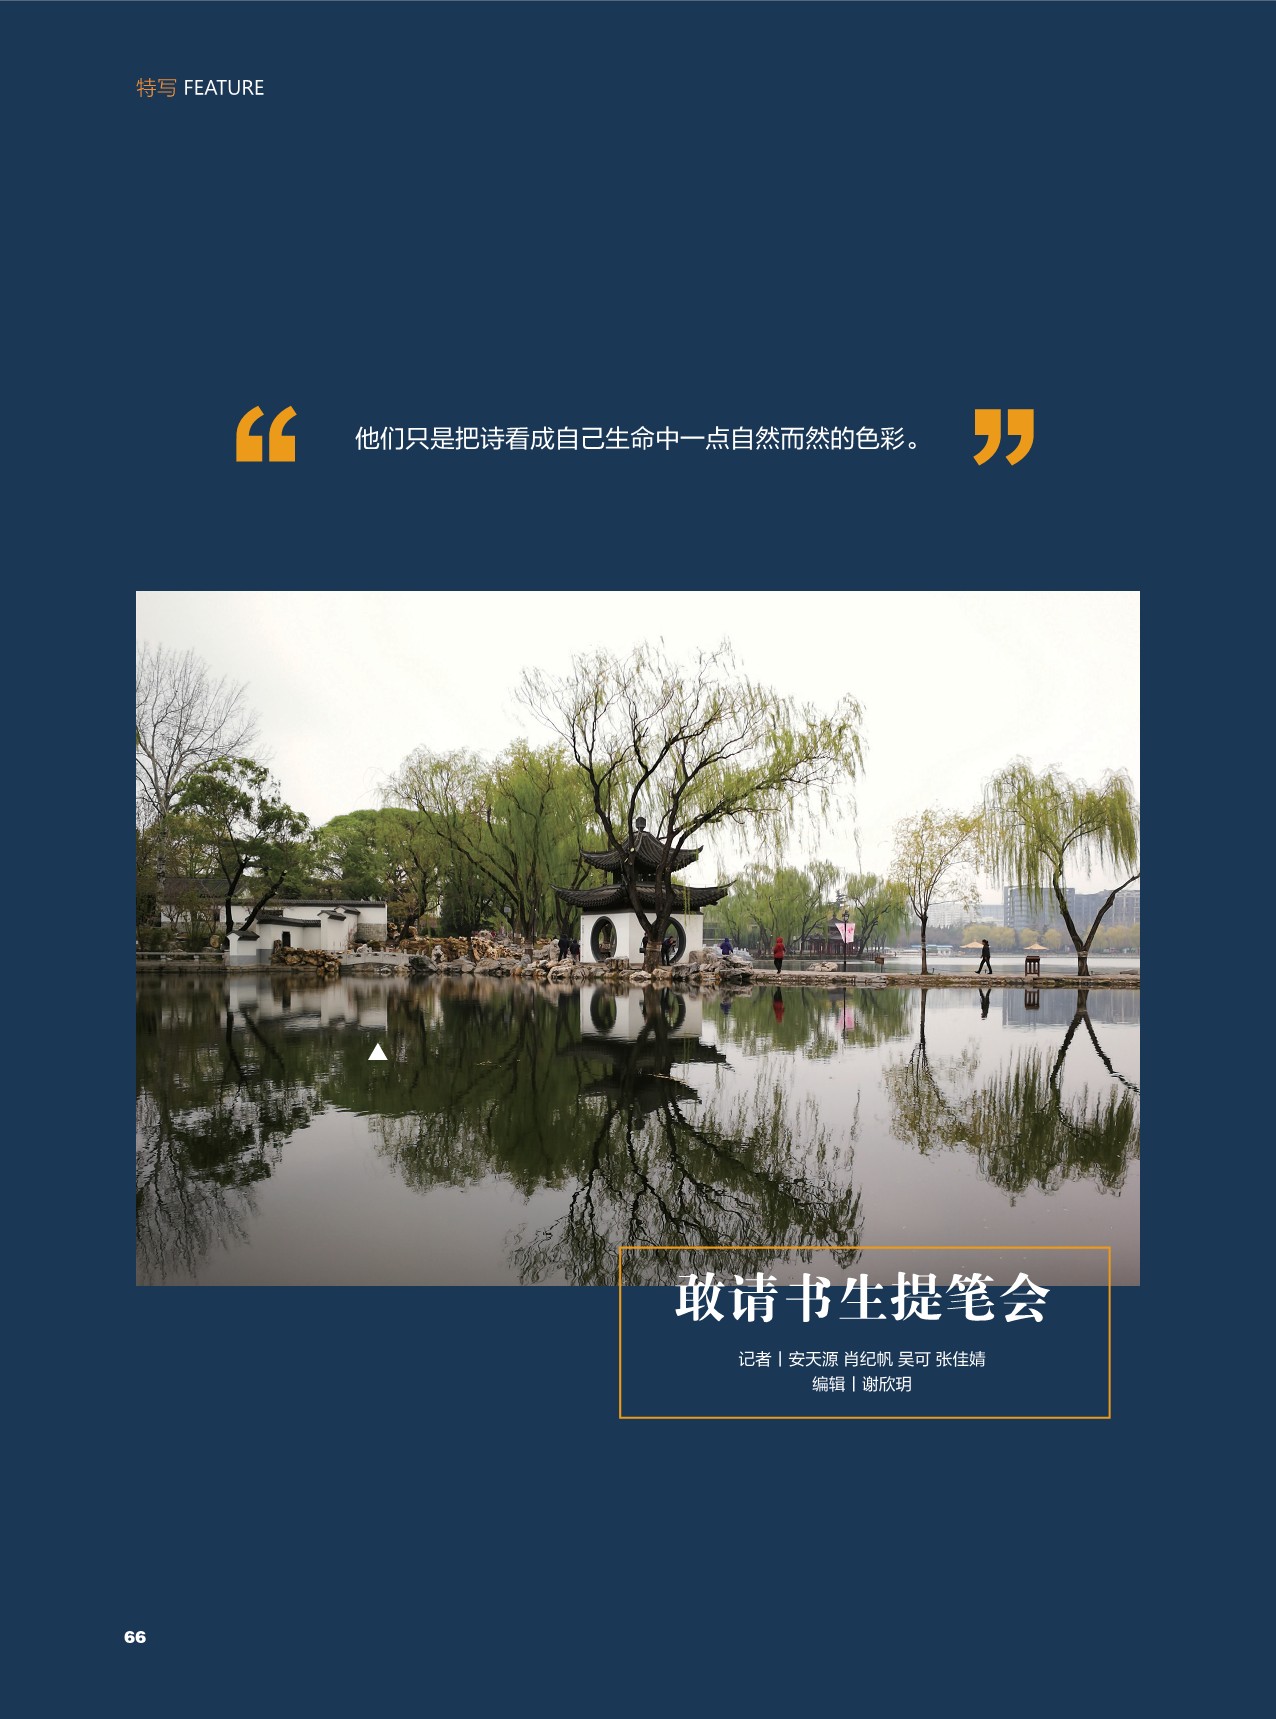 特写 FEATURE
“他们只是把诗看成自己生命中一点自然而然的色彩。”
敢请书生提笔会
记者丨安天源 肖纪帆 吴可 张佳婧
编辑丨谢欣玥
66